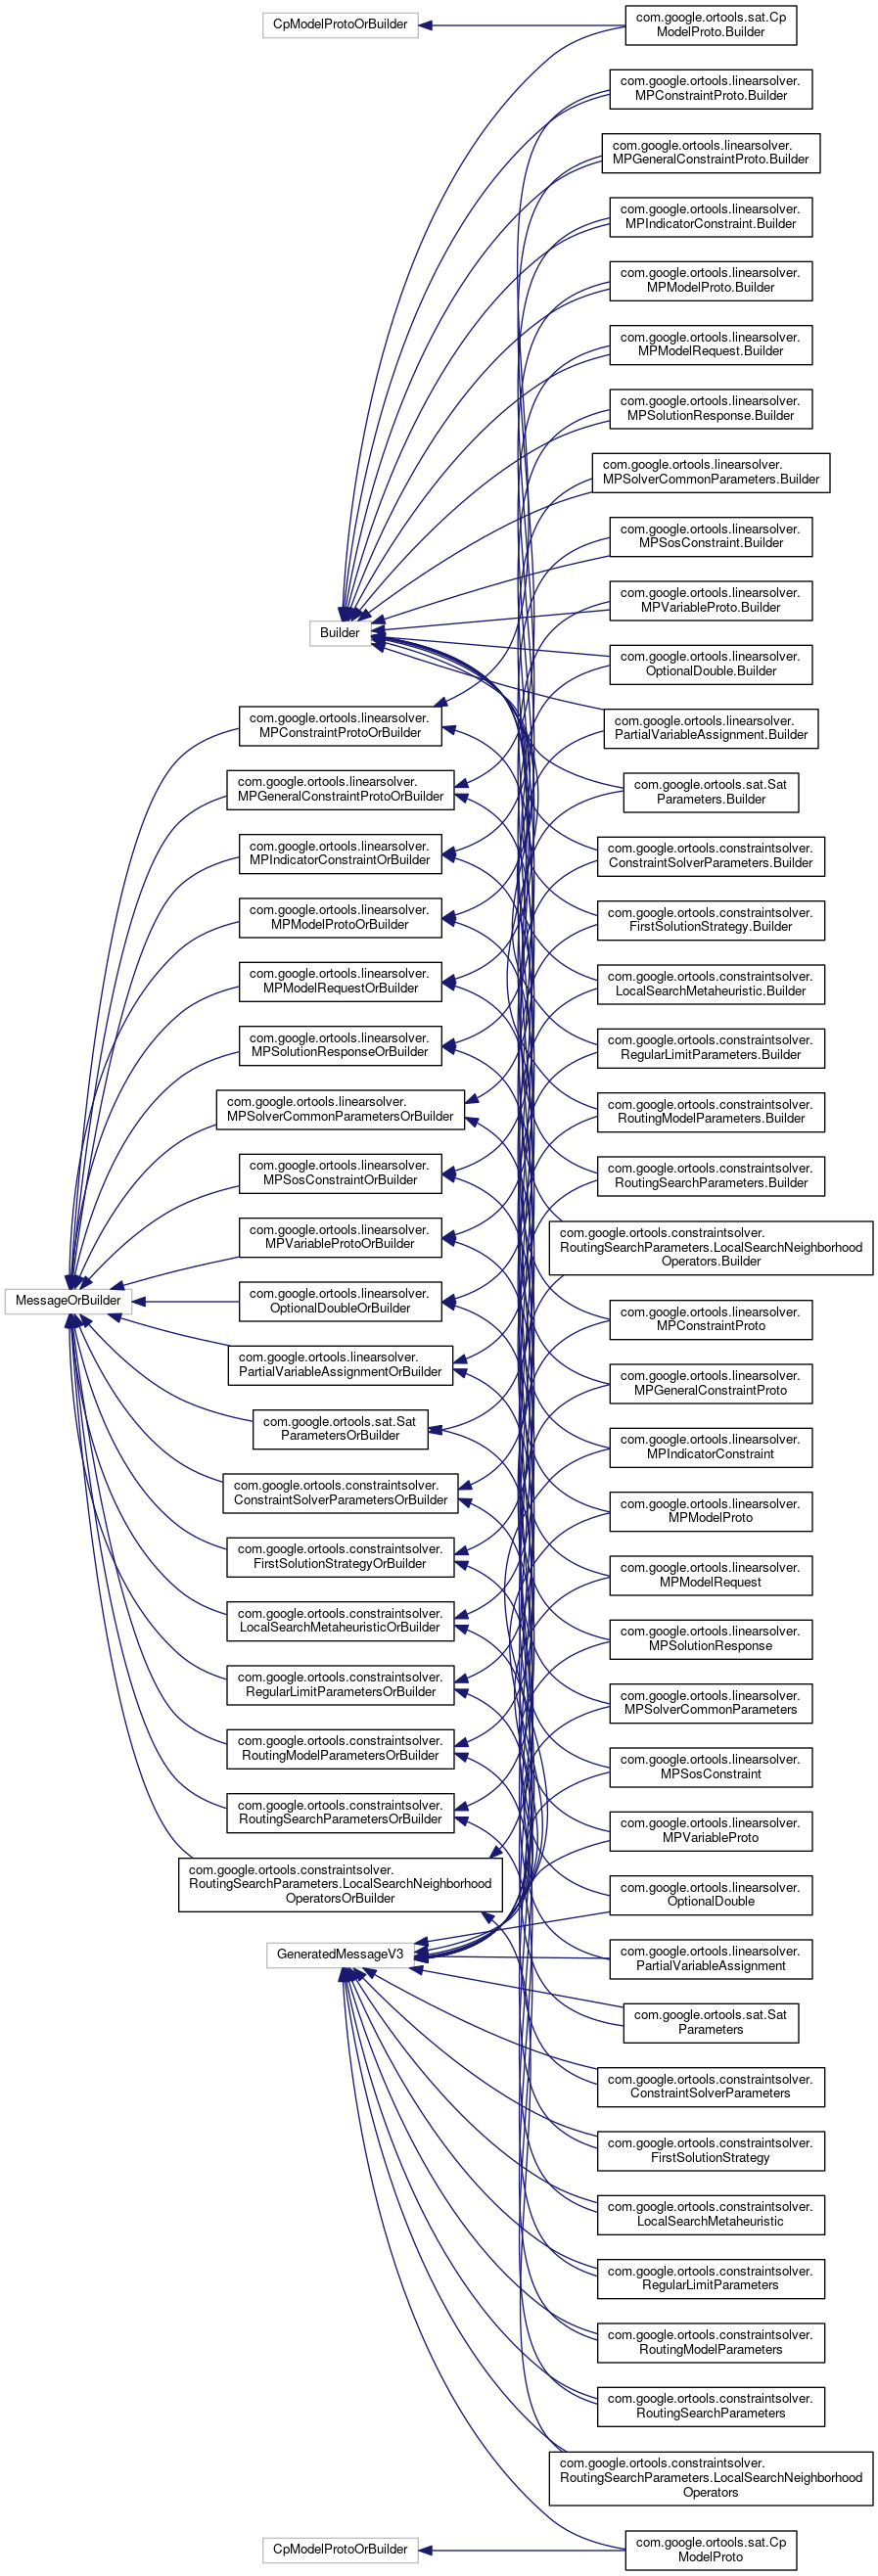 CpModelProtoOrBuilder
com.google.ortools.sat.Cp
ModelProto.Builder
com.google.ortools.linearsolver.
MPConstraintProto.Builder
com.google.ortools.linearsolver.
MPGeneralConstraintProto.Builder
com.google.ortools.linearsolver.
MPIndicatorConstraint.Builder
com.google.ortools.linearsolver.
MPModelProto.Builder
com.google.ortools.linearsolver.
MPModelRequest.Builder
com.google.ortools.linearsolver.
MPSolutionResponse.Builder
com.google.ortools.linearsolver.
MPSolverCommonParameters.Builder
com.google.ortools.linearsolver.
MPSosConstraint.Builder
com.google.ortools.linearsolver.
MPVariableProto.Builder
Builder
com.google.ortools.linearsolver.
OptionalDouble.Builder
com.google.ortools.linearsolver.
PartialVariableAssignment.Builder
com.google.ortools.sat.Sat
Parameters.Builder
com.google.ortools.constraintsolver.
ConstraintSolverParameters.Builder
com.google.ortools.constraintsolver.
FirstSolutionStrategy.Builder
com.google.ortools.constraintsolver.
LocalSearchMetaheuristic.Builder
com.google.ortools.constraintsolver.
RegularLimitParameters.Builder
com.google.ortools.constraintsolver.
RoutingModelParameters.Builder
com.google.ortools.constraintsolver.
RoutingSearchParameters.Builder
com.google.ortools.constraintsolver.
RoutingSearchParameters.LocalSearchNeighborhood
Operators.Builder
com.google.ortools.linearsolver.
MPConstraintProtoOrBuilder
com.google.ortools.linearsolver.
MPGeneralConstraintProtoOrBuilder
com.google.ortools.linearsolver.
MPIndicatorConstraintOrBuilder
com.google.ortools.linearsolver.
MPModelProtoOrBuilder
com.google.ortools.linearsolver.
MPModelRequestOrBuilder
com.google.ortools.linearsolver.
MPSolutionResponseOrBuilder
com.google.ortools.linearsolver.
MPSolverCommonParametersOrBuilder
com.google.ortools.linearsolver.
MPSosConstraintOrBuilder
com.google.ortools.linearsolver.
MPVariableProtoOrBuilder
MessageOrBuilder
com.google.ortools.linearsolver.
OptionalDoubleOrBuilder
com.google.ortools.linearsolver.
PartialVariableAssignmentOrBuilder
com.google.ortools.sat.Sat
ParametersOrBuilder
com.google.ortools.constraintsolver.
ConstraintSolverParametersOrBuilder
com.google.ortools.constraintsolver.
FirstSolutionStrategyOrBuilder
com.google.ortools.constraintsolver.
LocalSearchMetaheuristicOrBuilder
com.google.ortools.constraintsolver.
RegularLimitParametersOrBuilder
com.google.ortools.constraintsolver.
RoutingModelParametersOrBuilder
com.google.ortools.constraintsolver.
RoutingSearchParametersOrBuilder
com.google.ortools.constraintsolver.
RoutingSearchParameters.LocalSearchNeighborhood
OperatorsOrBuilder
com.google.ortools.linearsolver.
MPConstraintProto
com.google.ortools.linearsolver.
MPGeneralConstraintProto
com.google.ortools.linearsolver.
MPIndicatorConstraint
com.google.ortools.linearsolver.
MPModelProto
com.google.ortools.linearsolver.
MPModelRequest
com.google.ortools.linearsolver.
MPSolutionResponse
com.google.ortools.linearsolver.
MPSolverCommonParameters
com.google.ortools.linearsolver.
MPSosConstraint
com.google.ortools.linearsolver.
MPVariableProto
com.google.ortools.linearsolver.
OptionalDouble
GeneratedMessageV3
com.google.ortools.linearsolver.
PartialVariableAssignment
com.google.ortools.sat.Sat
Parameters
com.google.ortools.constraintsolver.
ConstraintSolverParameters
com.google.ortools.constraintsolver.
FirstSolutionStrategy
com.google.ortools.constraintsolver.
LocalSearchMetaheuristic
com.google.ortools.constraintsolver.
RegularLimitParameters
com.google.ortools.constraintsolver.
RoutingModelParameters
com.google.ortools.constraintsolver.
RoutingSearchParameters
com.google.ortools.constraintsolver.
RoutingSearchParameters.LocalSearchNeighborhood
Operators
CpModelProtoOrBuilder
com.google.ortools.sat.Cp
ModelProto